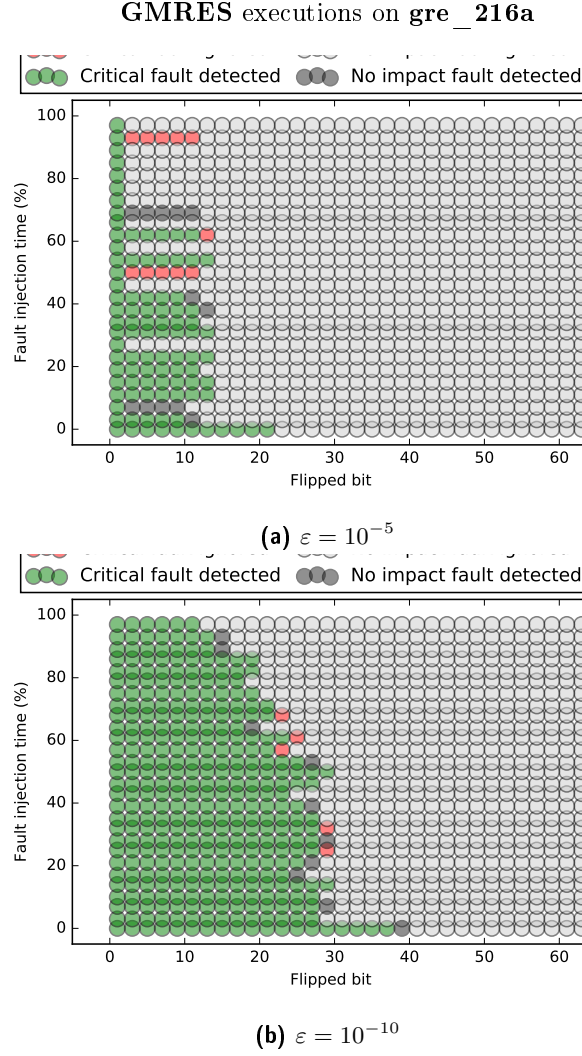 GMRES executions on gre_216a
Critical fault detected No impact fault detected
100
80
60
40
20
0
Fault injection time (%)
0 10 20 30 40 50 60
Flipped bit
(a) ε = 10⁻⁵
Critical fault detected No impact fault detected
100
80
60
40
20
0
Fault injection time (%)
0 10 20 30 40 50 60
Flipped bit
(b) ε = 10⁻¹⁰